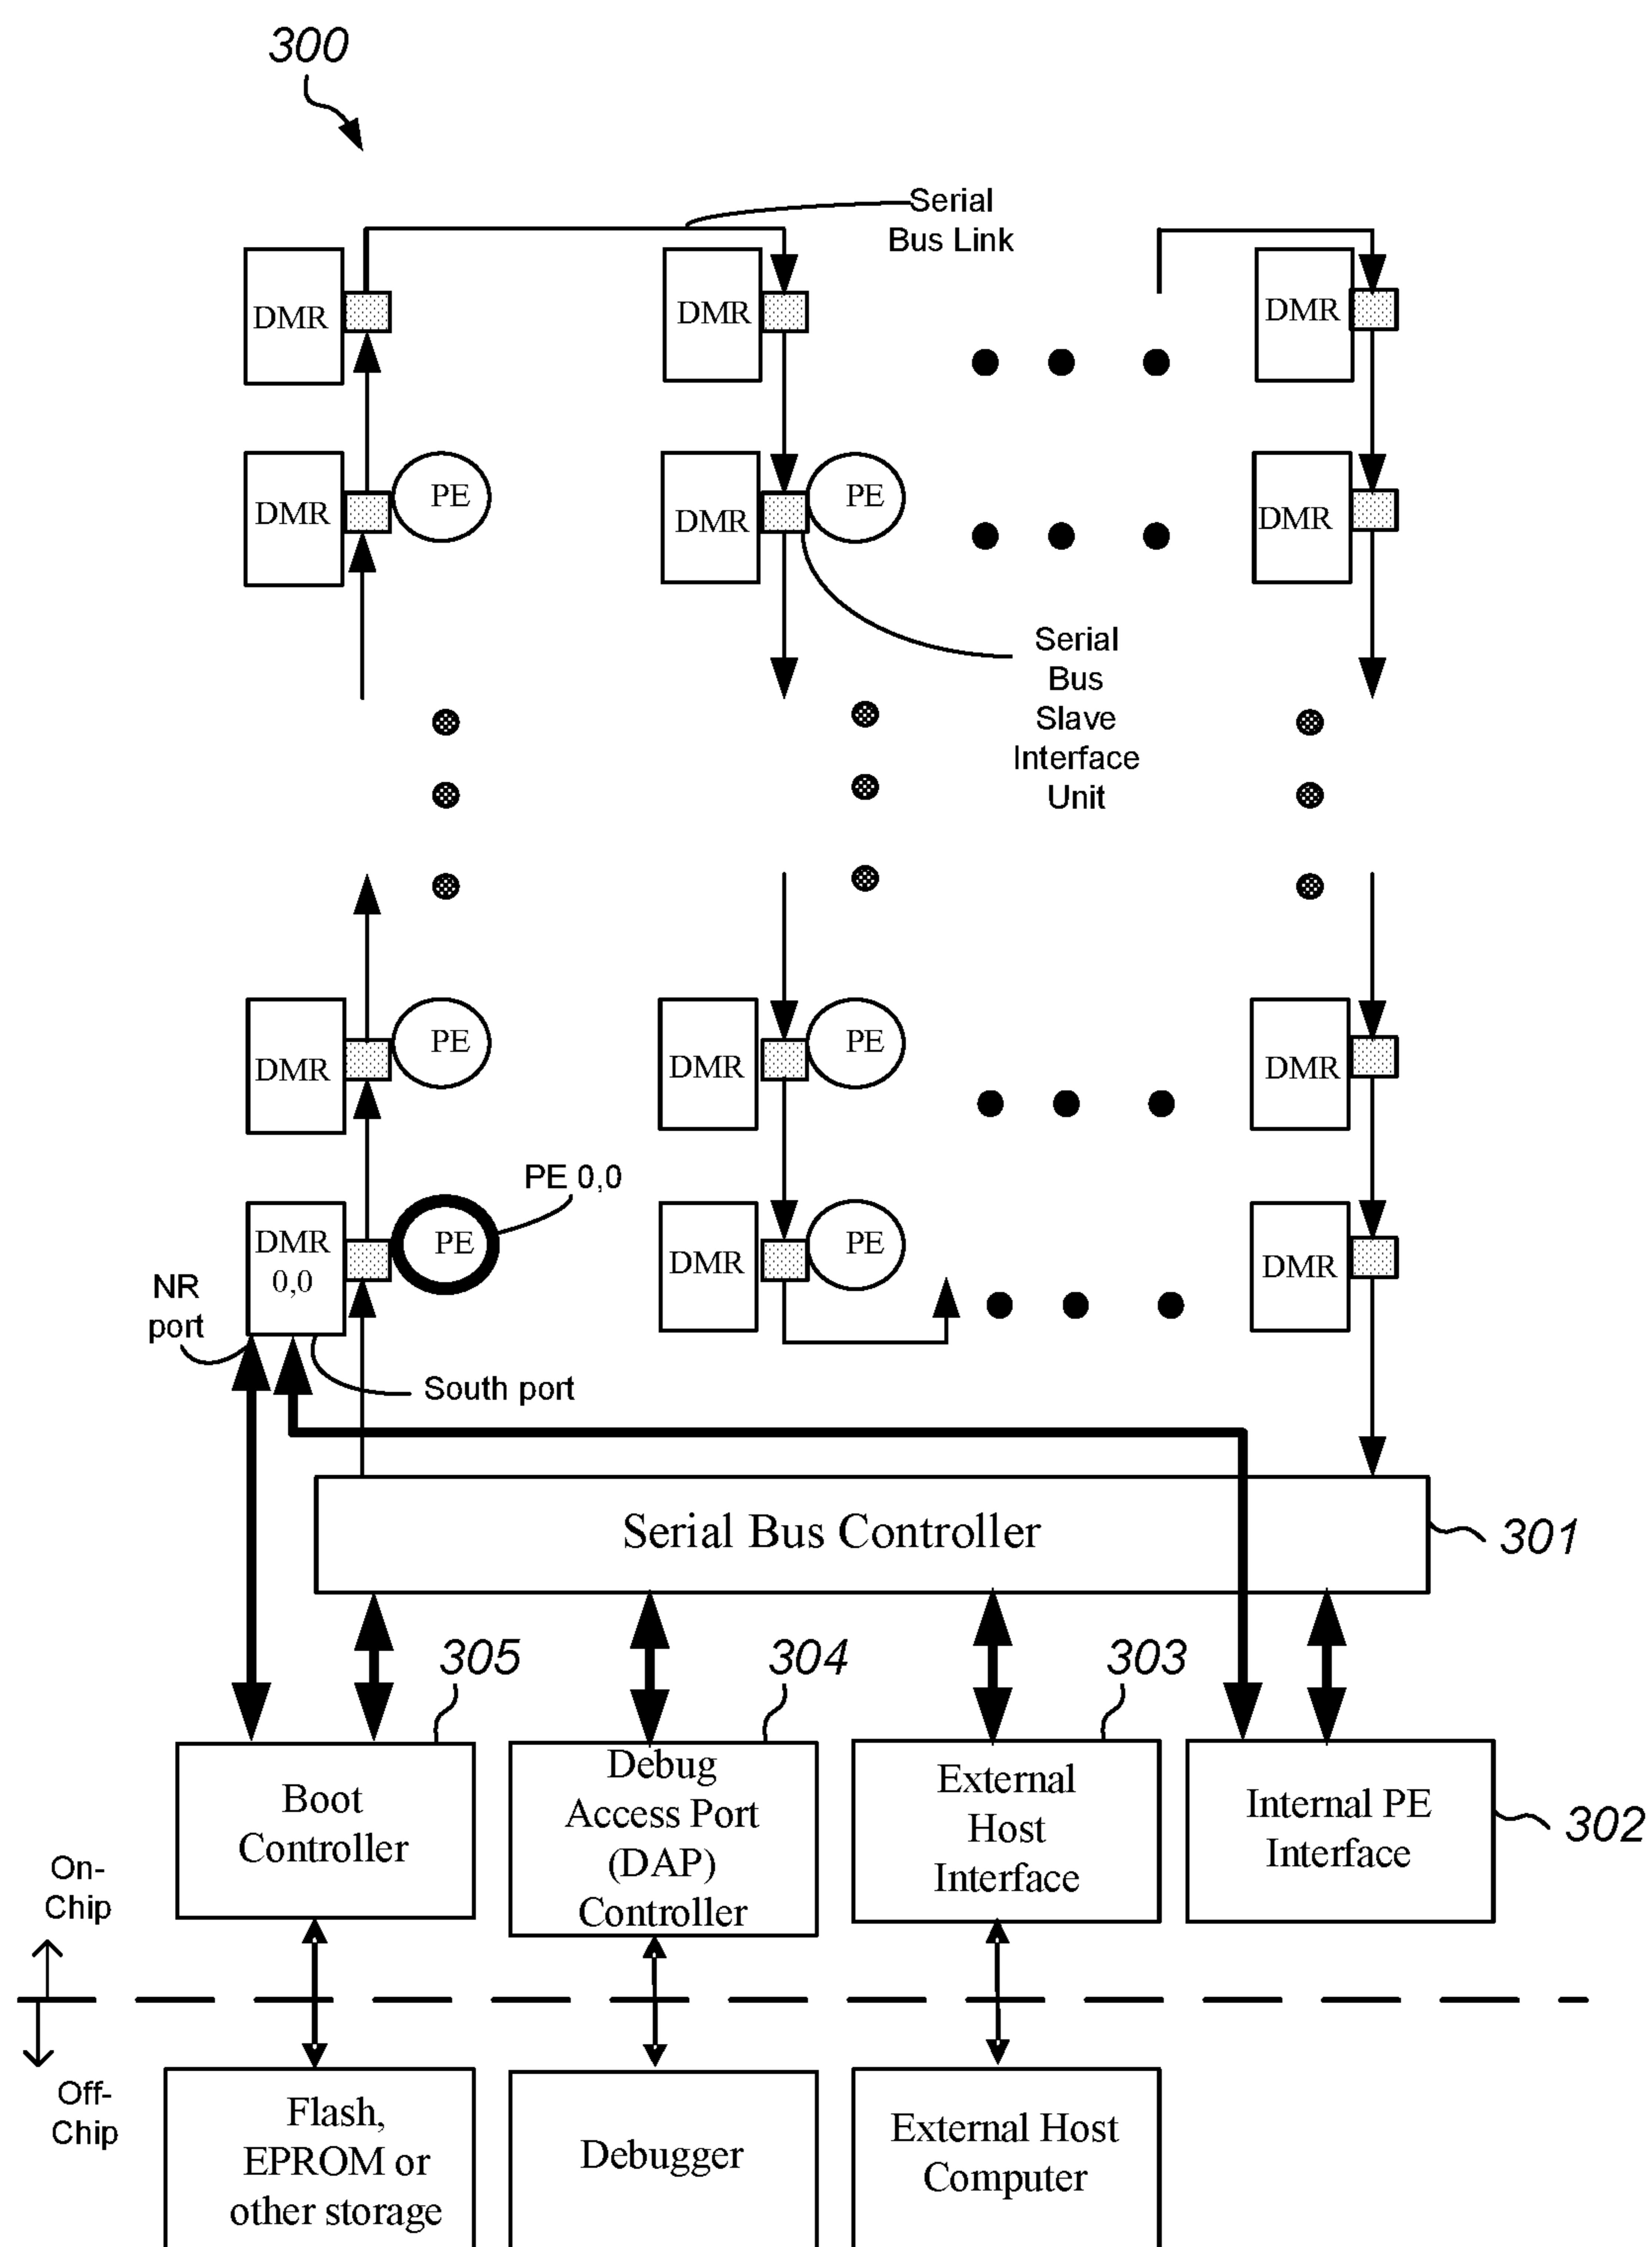 300
Serial
Bus Link
DMR
DMR
DMR
DMR
PE
DMR
PE
DMR
Serial
Bus
Slave
Interface
Unit
DMR
PE
DMR
PE
DMR
PE 0,0
DMR
0,0
PE
DMR
PE
DMR
NR
port
South port
Serial Bus Controller
301
305
304
303
302
Boot
Controller
Debug
Access Port
(DAP)
Controller
External
Host
Interface
Internal PE
Interface
On-
Chip
Off-
Chip
Flash,
EPROM or
other storage
Debugger
External Host
Computer